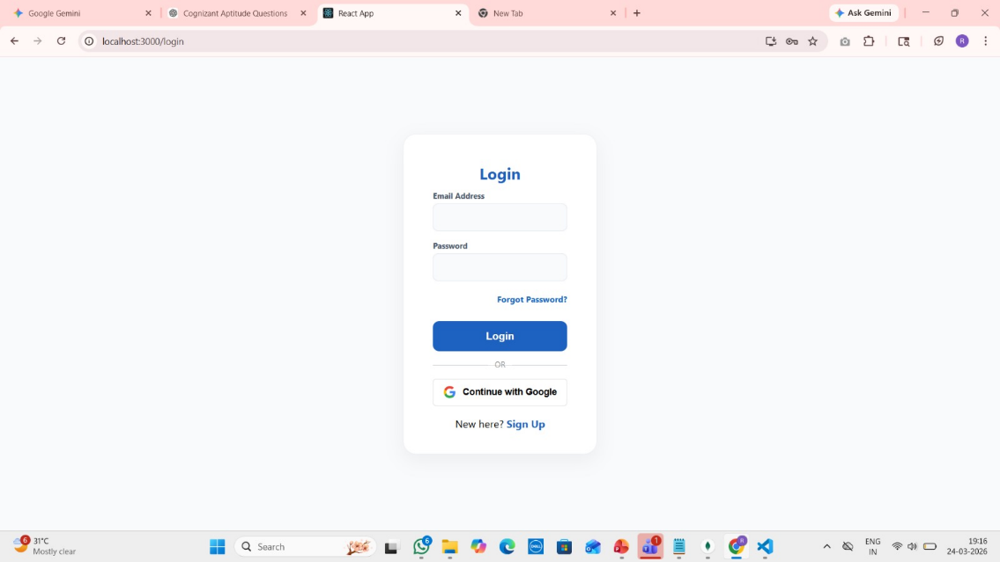 Google Gemini
Cognizant Aptitude Questions
React App
New Tab
Ask Gemini
localhost:3000/login
R
Login
Email Address
Password
Forgot Password?
Login
OR
Continue with Google
New here? Sign Up
6
31°C
Mostly clear
Search
6
DELL
1
R
ENG
IN
19:16
24-03-2026